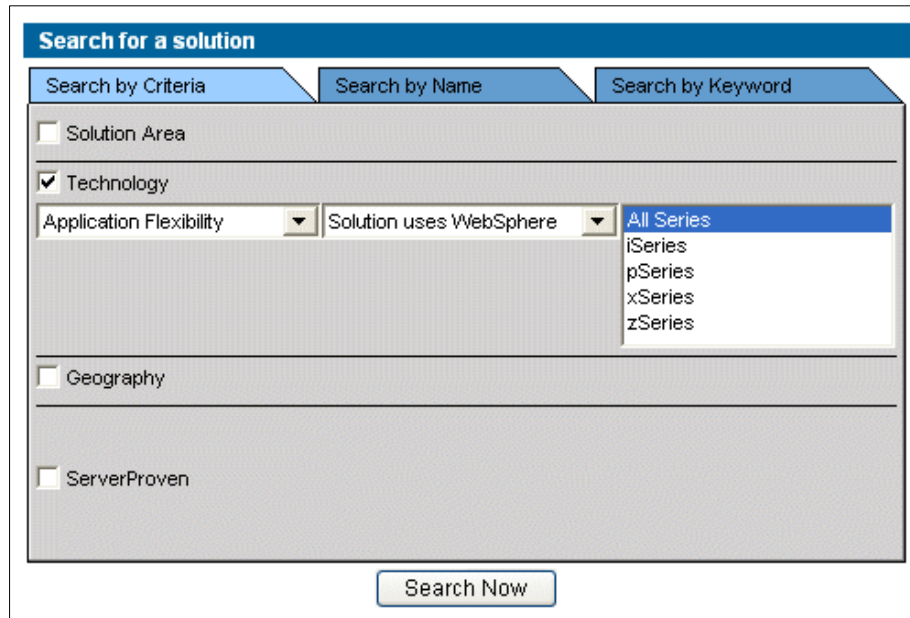 Search for a solution
Search by Criteria
Search by Name
Search by Keyword
Solution Area
Technology
Application Flexibility
Solution uses WebSphere
All Series
iSeries
pSeries
xSeries
zSeries
Geography
ServerProven
Search Now